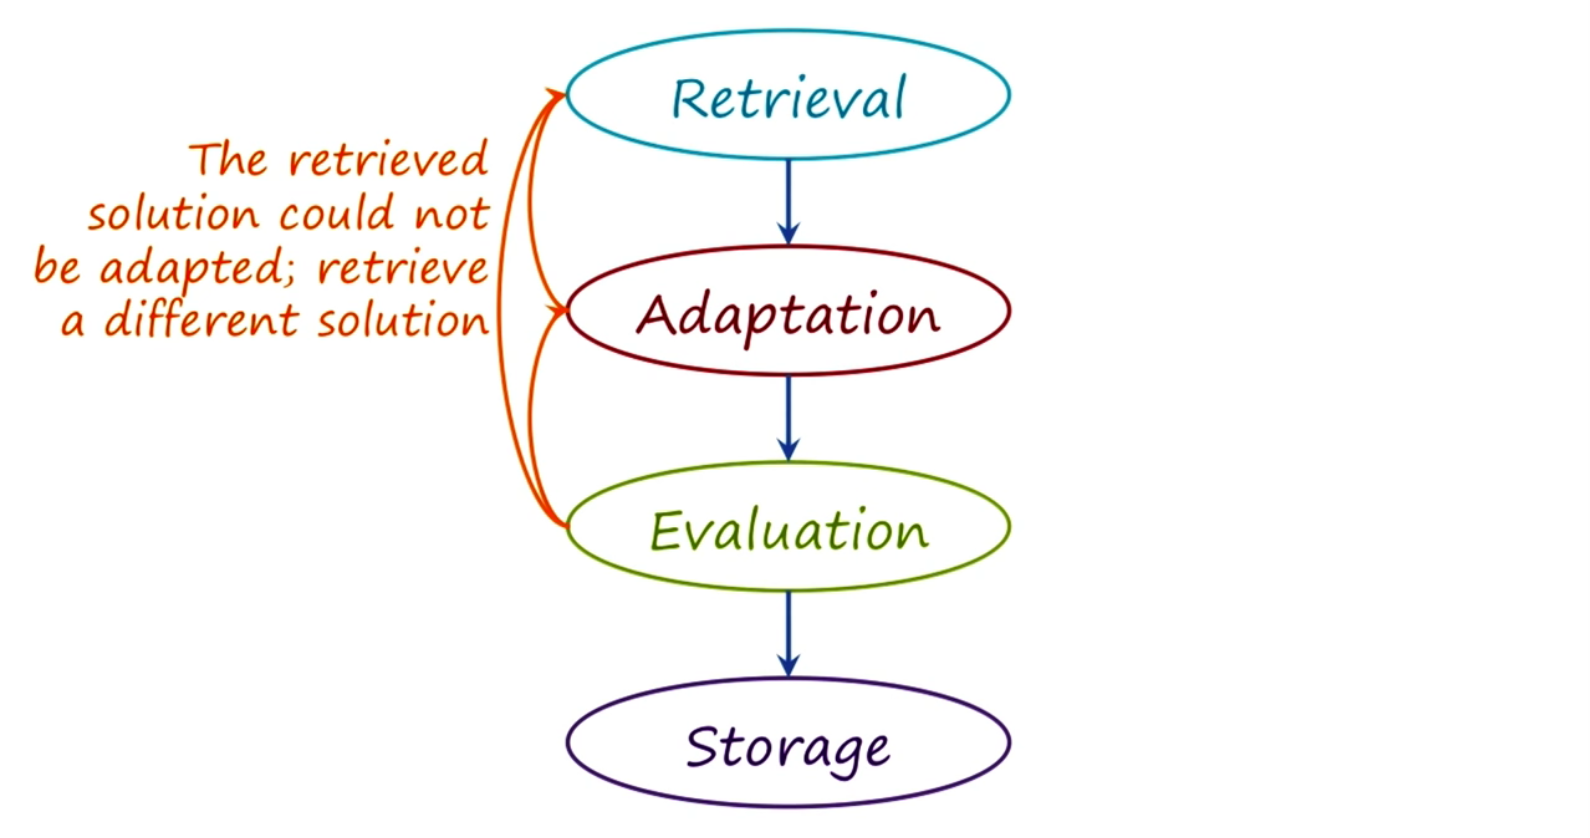 Retrieval
The retrieved
solution could not
be adapted; retrieve
a different solution
Adaptation
Evaluation
Storage